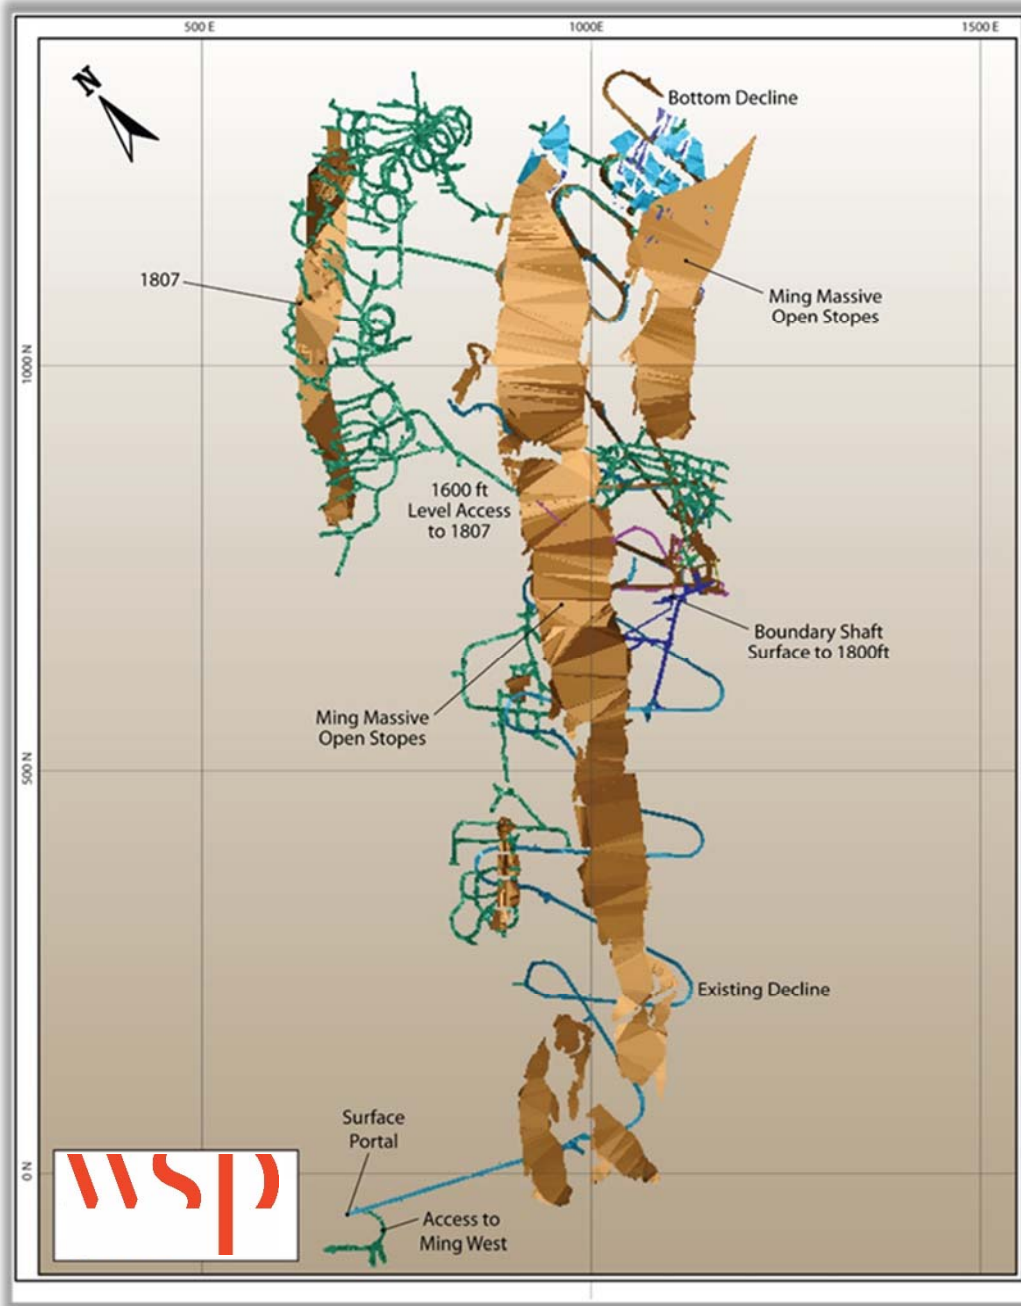 500 E
1000E
1500 E
N
Bottom Decline
1807
Ming Massive
Open Stopes
1000 N
1600 ft
Level Access
to 1807
Boundary Shaft
Surface to 1800ft
Ming Massive
Open Stopes
500 N
Existing Decline
Surface
Portal
0 N
wsp
Access to
Ming West